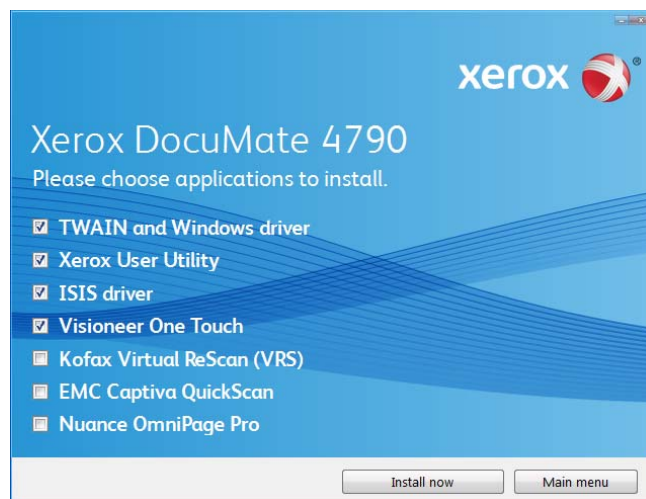 xerox ®
Xerox DocuMate 4790
Please choose applications to install.
TWAIN and Windows driver
Xerox User Utility
ISIS driver
Visioneer One Touch
Kofax Virtual ReScan (VRS)
EMC Captiva QuickScan
Nuance OmniPage Pro
Install now Main menu